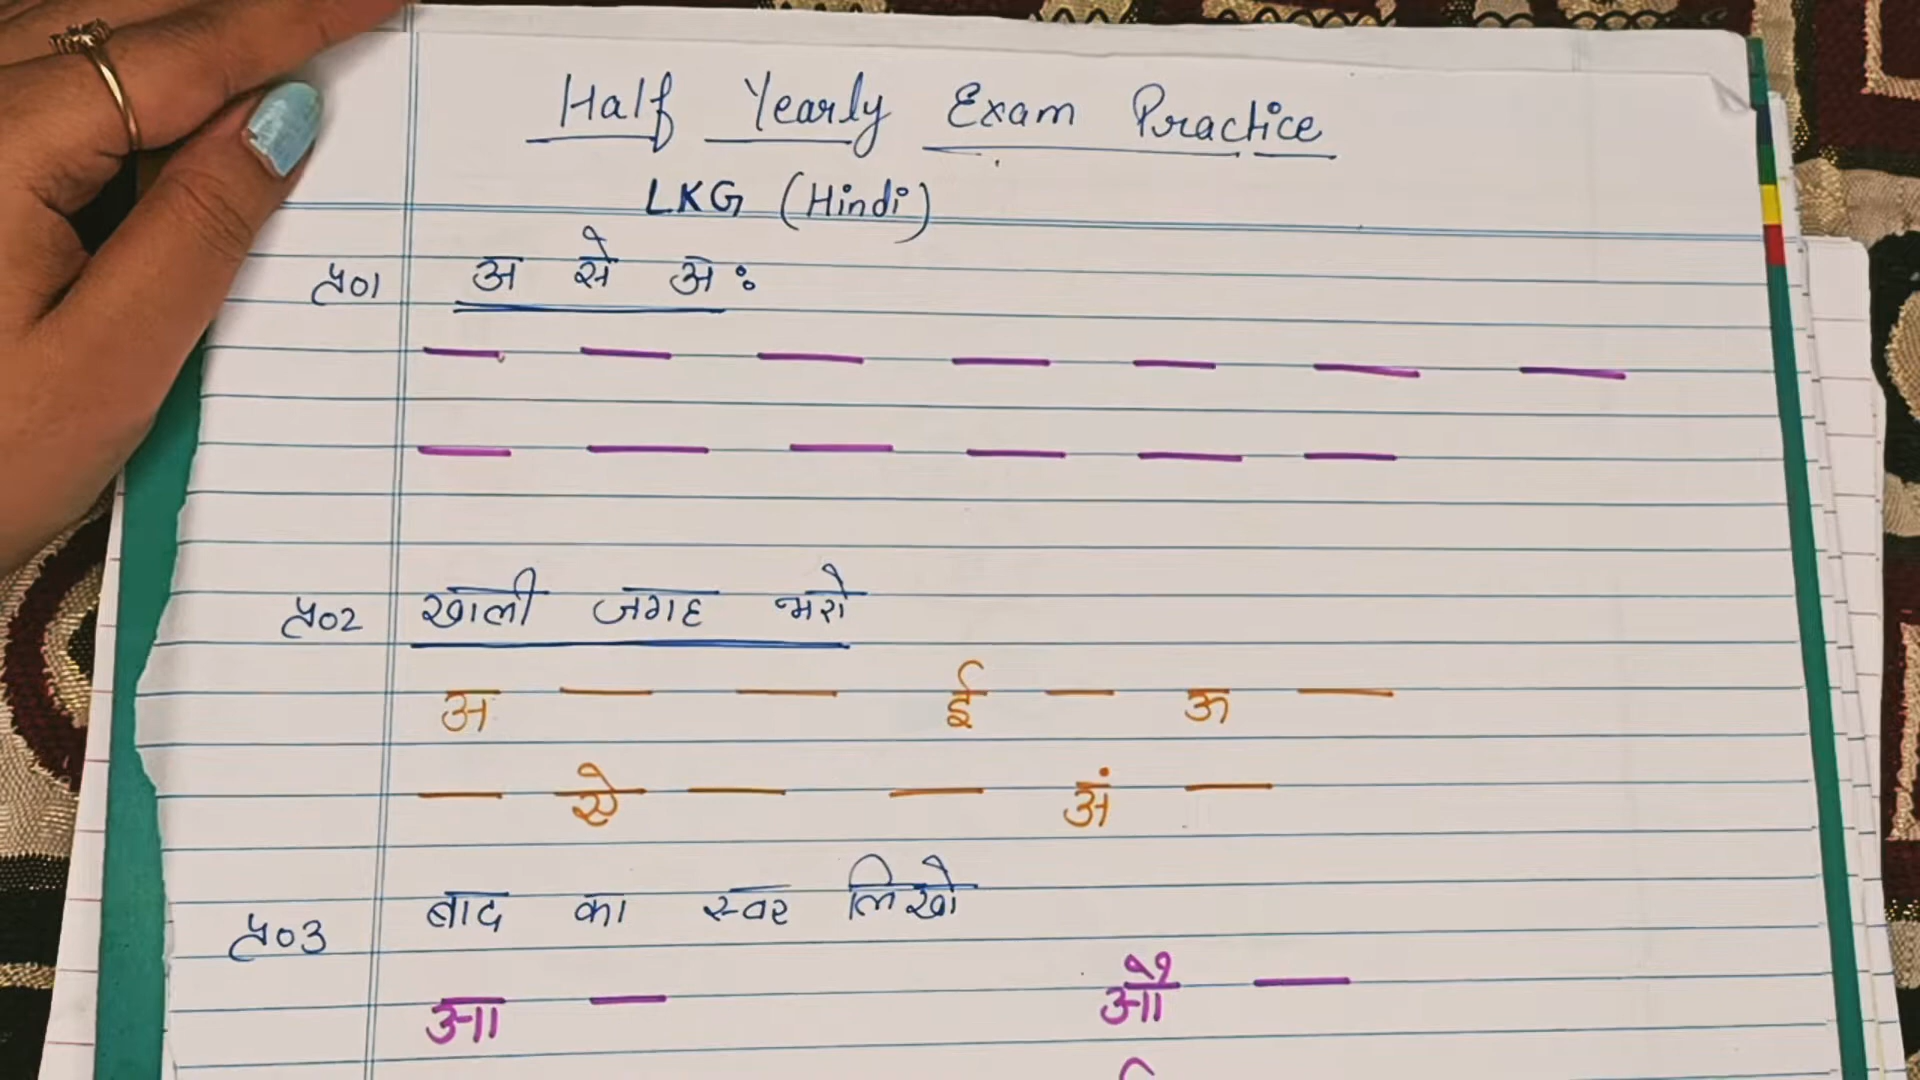 Half Yearly Exam Practice
LKG (Hindi)
प्र01 अ से अः
प्र02 खाली जगह भरो
अ _ _ ई _ ऊ _
_ ऐ _ _ अं _
प्र03 बाद का स्वर लिखो
आ _ औ _